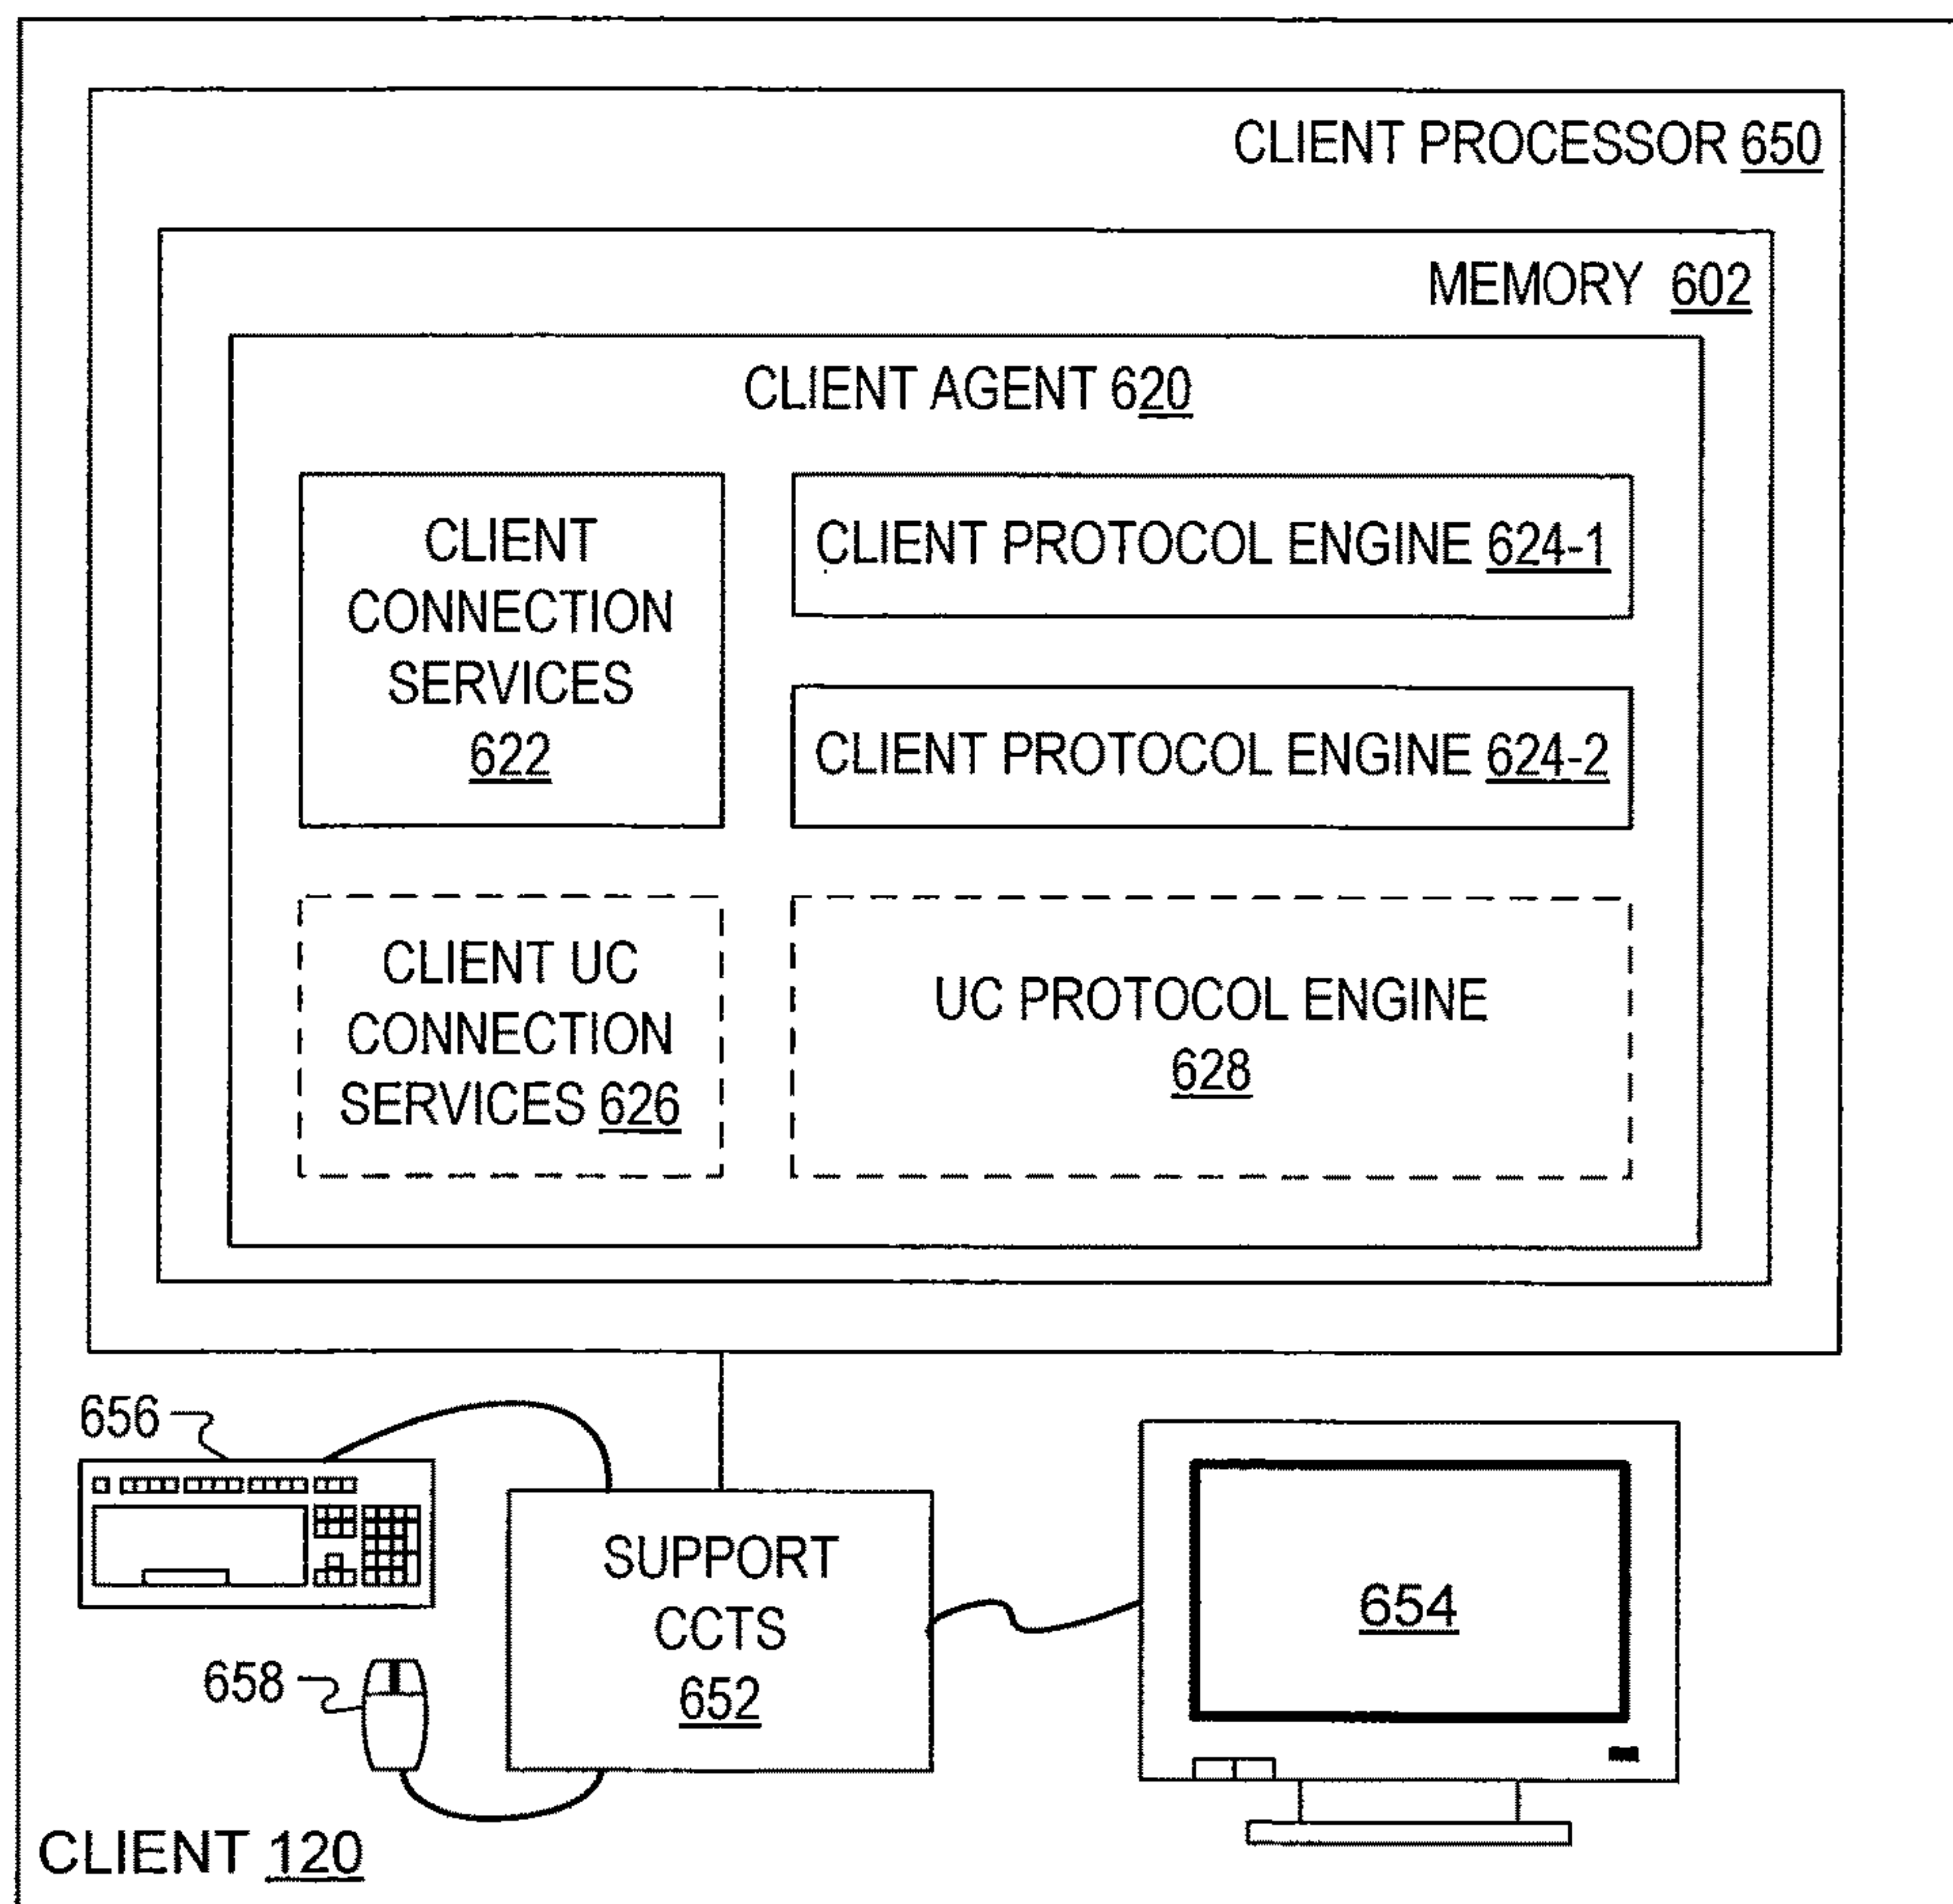 CLIENT PROCESSOR 650
MEMORY 602
CLIENT AGENT 620
CLIENT
CONNECTION
SERVICES
622
CLIENT PROTOCOL ENGINE 624-1
CLIENT PROTOCOL ENGINE 624-2
CLIENT UC
CONNECTION
SERVICES 626
UC PROTOCOL ENGINE
628
656
SUPPORT
CCTS
652
654
658
CLIENT 120